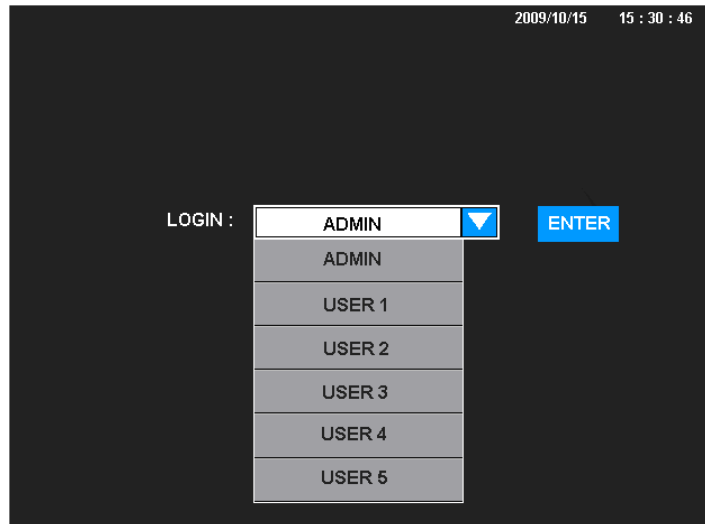 2009/10/15 15 : 30 : 46
LOGIN : ADMIN ENTER
ADMIN
USER 1
USER 2
USER 3
USER 4
USER 5